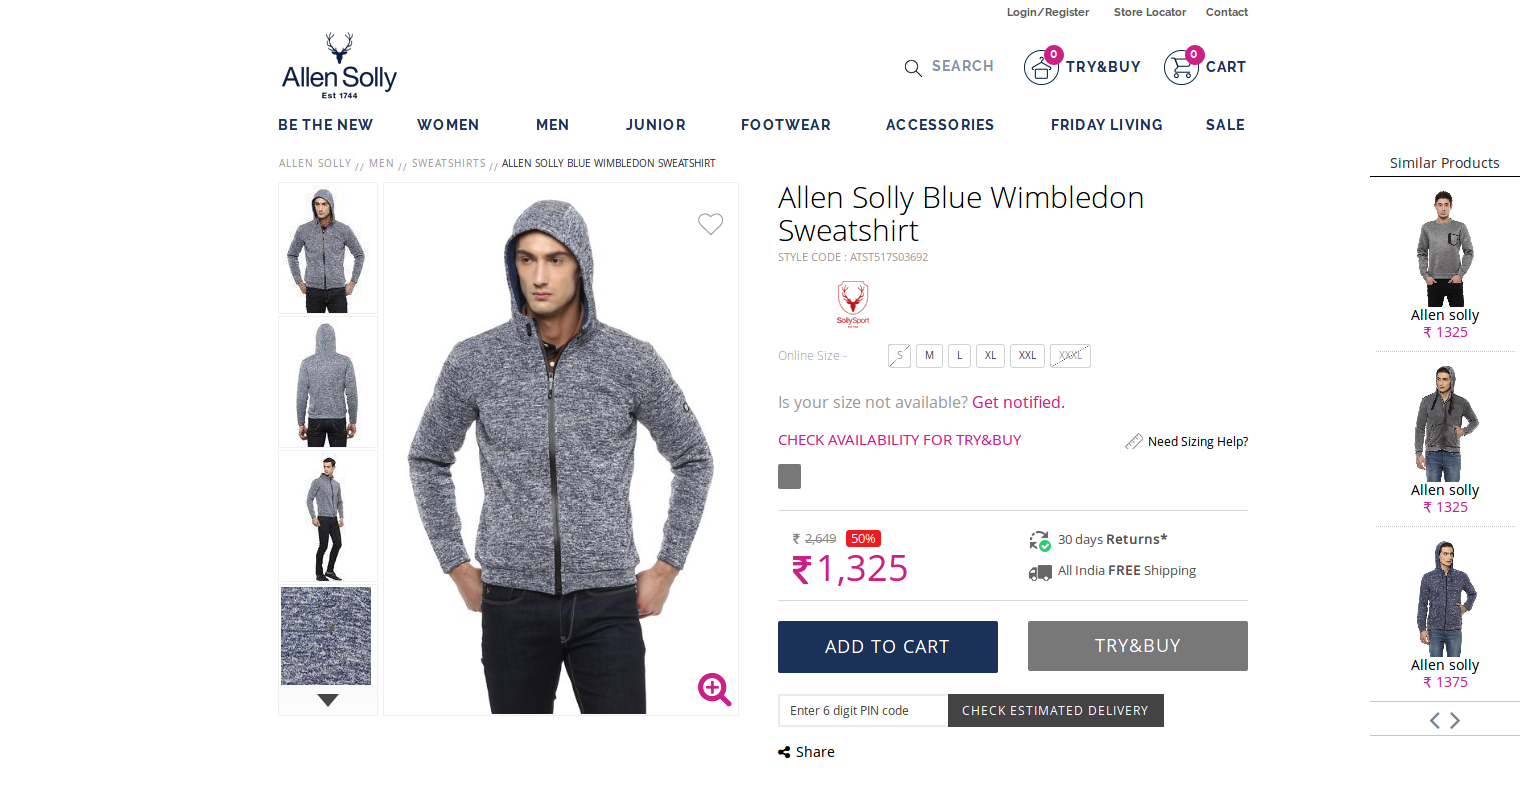 Login/Register Store Locator Contact
Allen Solly
Est 1744
SEARCH 0 TRY&BUY 0 CART
BE THE NEW WOMEN MEN JUNIOR FOOTWEAR ACCESSORIES FRIDAY LIVING SALE
ALLEN SOLLY // MEN // SWEATSHIRTS // ALLEN SOLLY BLUE WIMBLEDON SWEATSHIRT
Allen Solly Blue Wimbledon
Sweatshirt
STYLE CODE : ATST517S03692
SollySport
Online Size - S M L XL XXL XXXL
Is your size not available? Get notified.
CHECK AVAILABILITY FOR TRY&BUY Need Sizing Help?
₹ 2,649 50%
₹1,325
30 days Returns*
All India FREE Shipping
ADD TO CART TRY&BUY
Enter 6 digit PIN code CHECK ESTIMATED DELIVERY
Share
Similar Products
Allen solly
₹ 1325
Allen solly
₹ 1325
Allen solly
₹ 1375